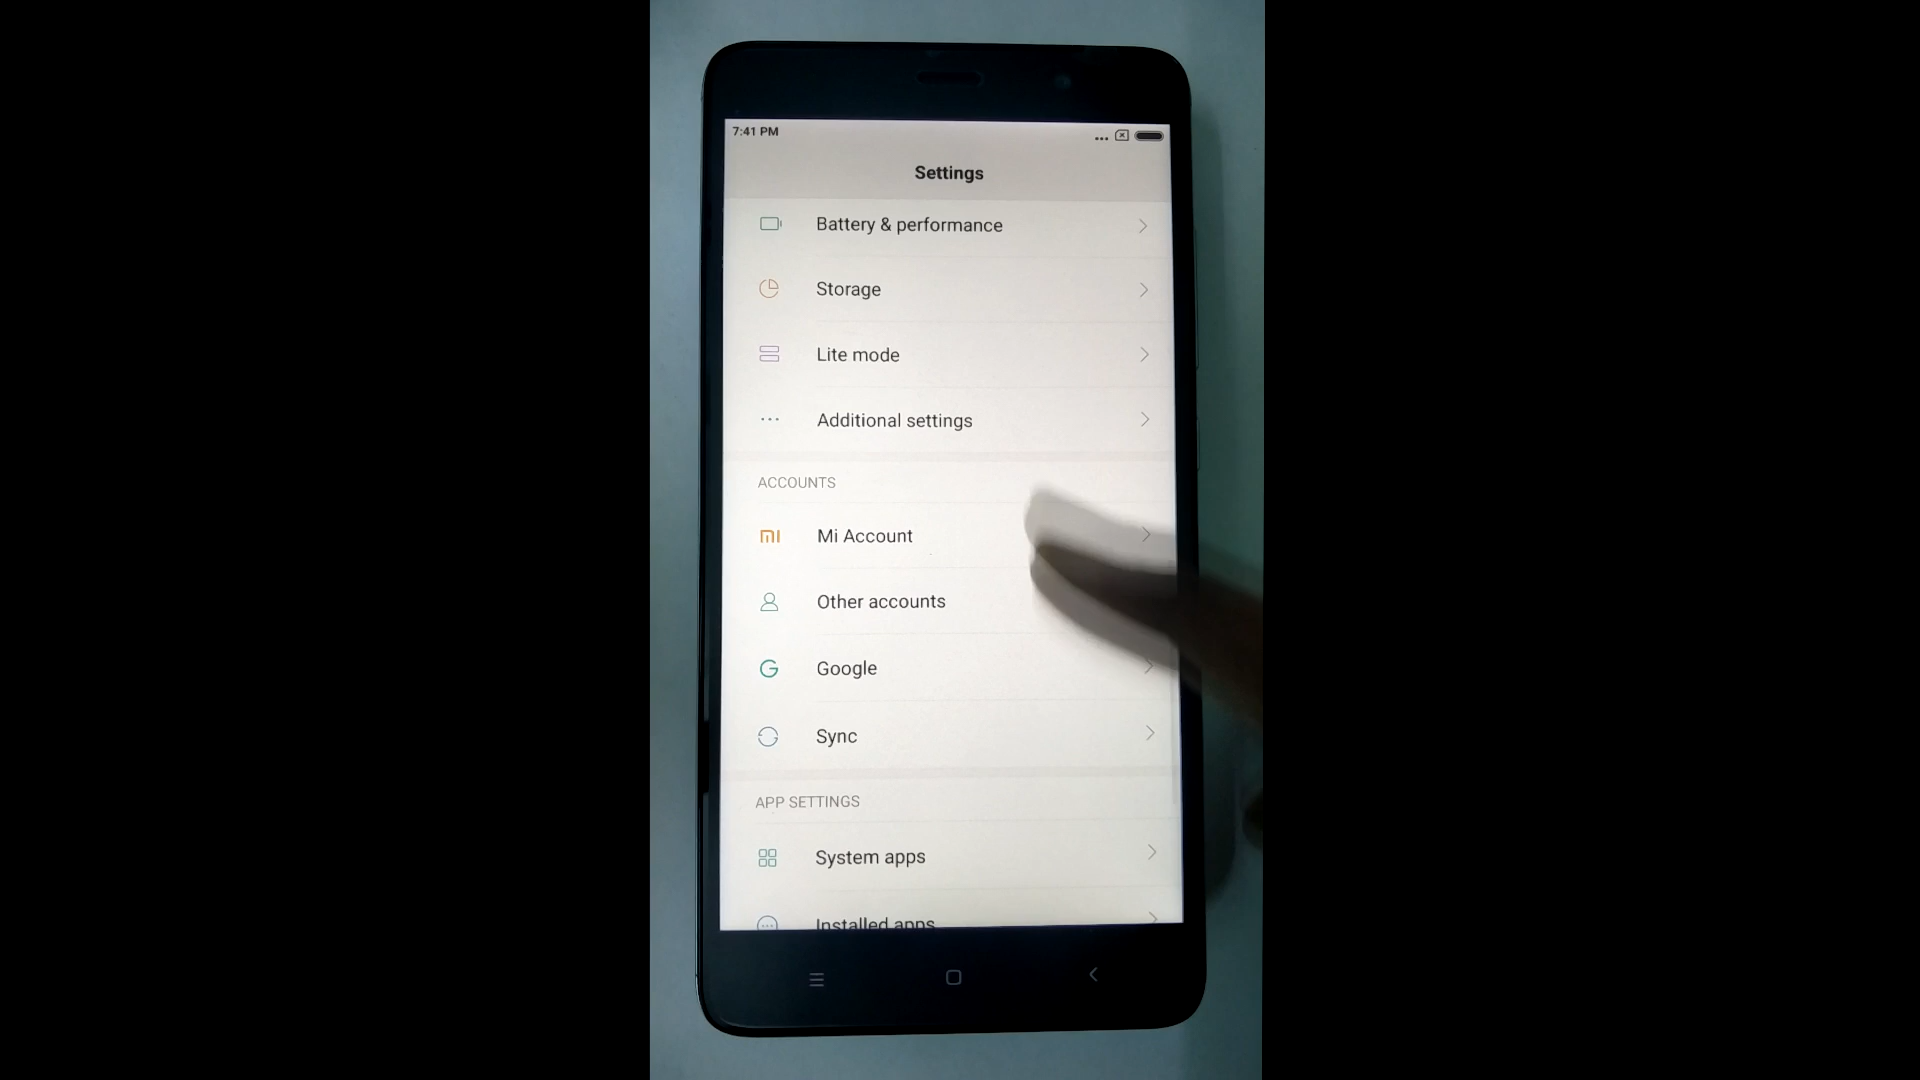 7:41 PM
Settings
Battery & performance
Storage
Lite mode
Additional settings
ACCOUNTS
Mi Account
Other accounts
Google
Sync
APP SETTINGS
System apps
Installed apps